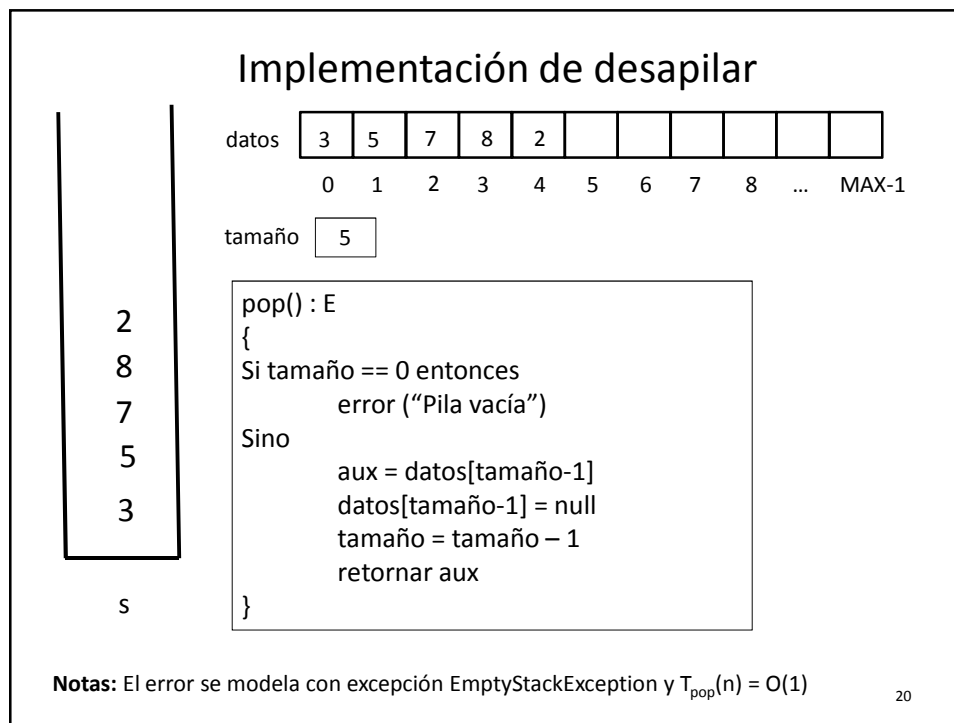 Implementación de desapilar
datos 3 5 7 8 2
0 1 2 3 4 5 6 7 8 ... MAX-1
tamaño 5
2
8
7
5
3
s
pop() : E
{
Si tamaño == 0 entonces
error (“Pila vacía”)
Sino
aux = datos[tamaño-1]
datos[tamaño-1] = null
tamaño = tamaño – 1
retornar aux
}
Notas: El error se modela con excepción EmptyStackException y Tpop(n) = O(1)
20